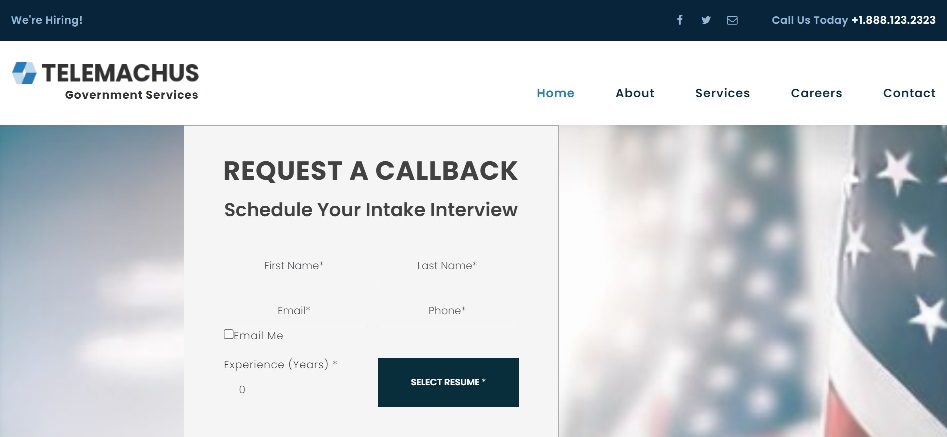 We're Hiring!
Call Us Today +1.888.123.2323
TELEMACHUS
Government Services
Home About Services Careers Contact
REQUEST A CALLBACK
Schedule Your Intake Interview
First Name* Last Name*
Email* Phone*
Email Me
Experience (Years) *
SELECT RESUME *
0